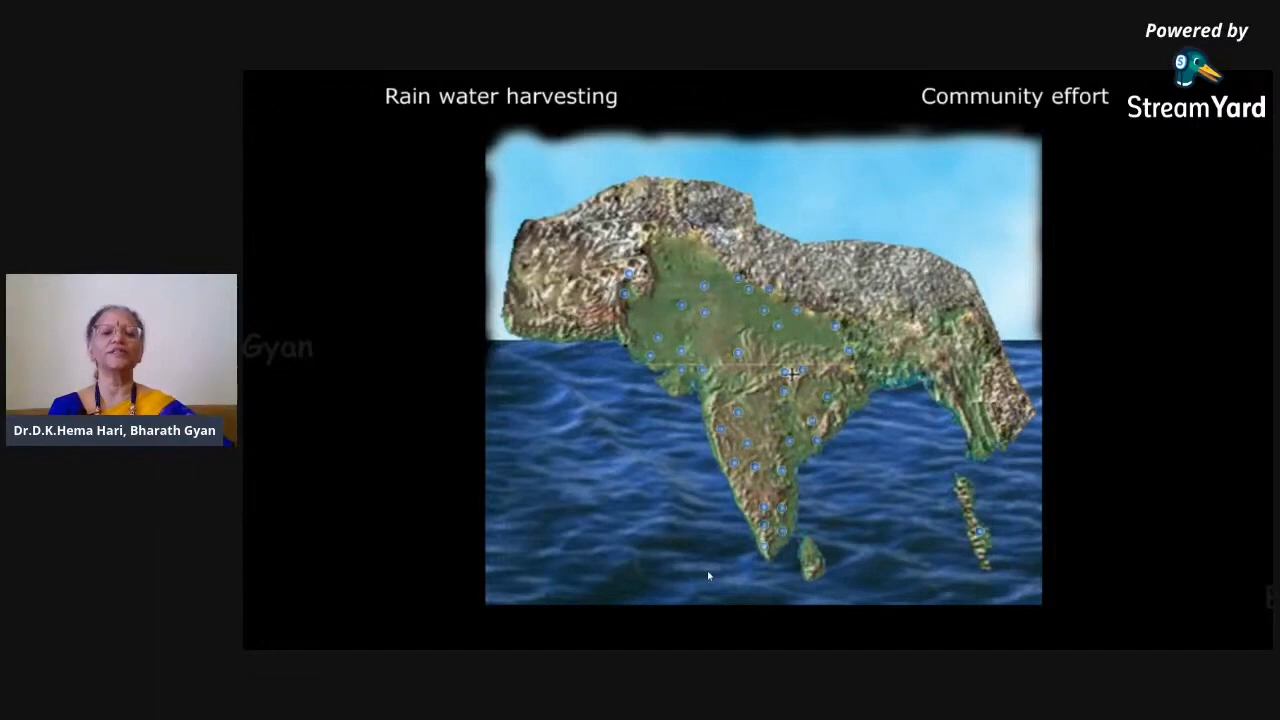 Powered by
StreamYard
Rain water harvesting
Community effort
Gyan
Dr.D.K.Hema Hari, Bharath Gyan